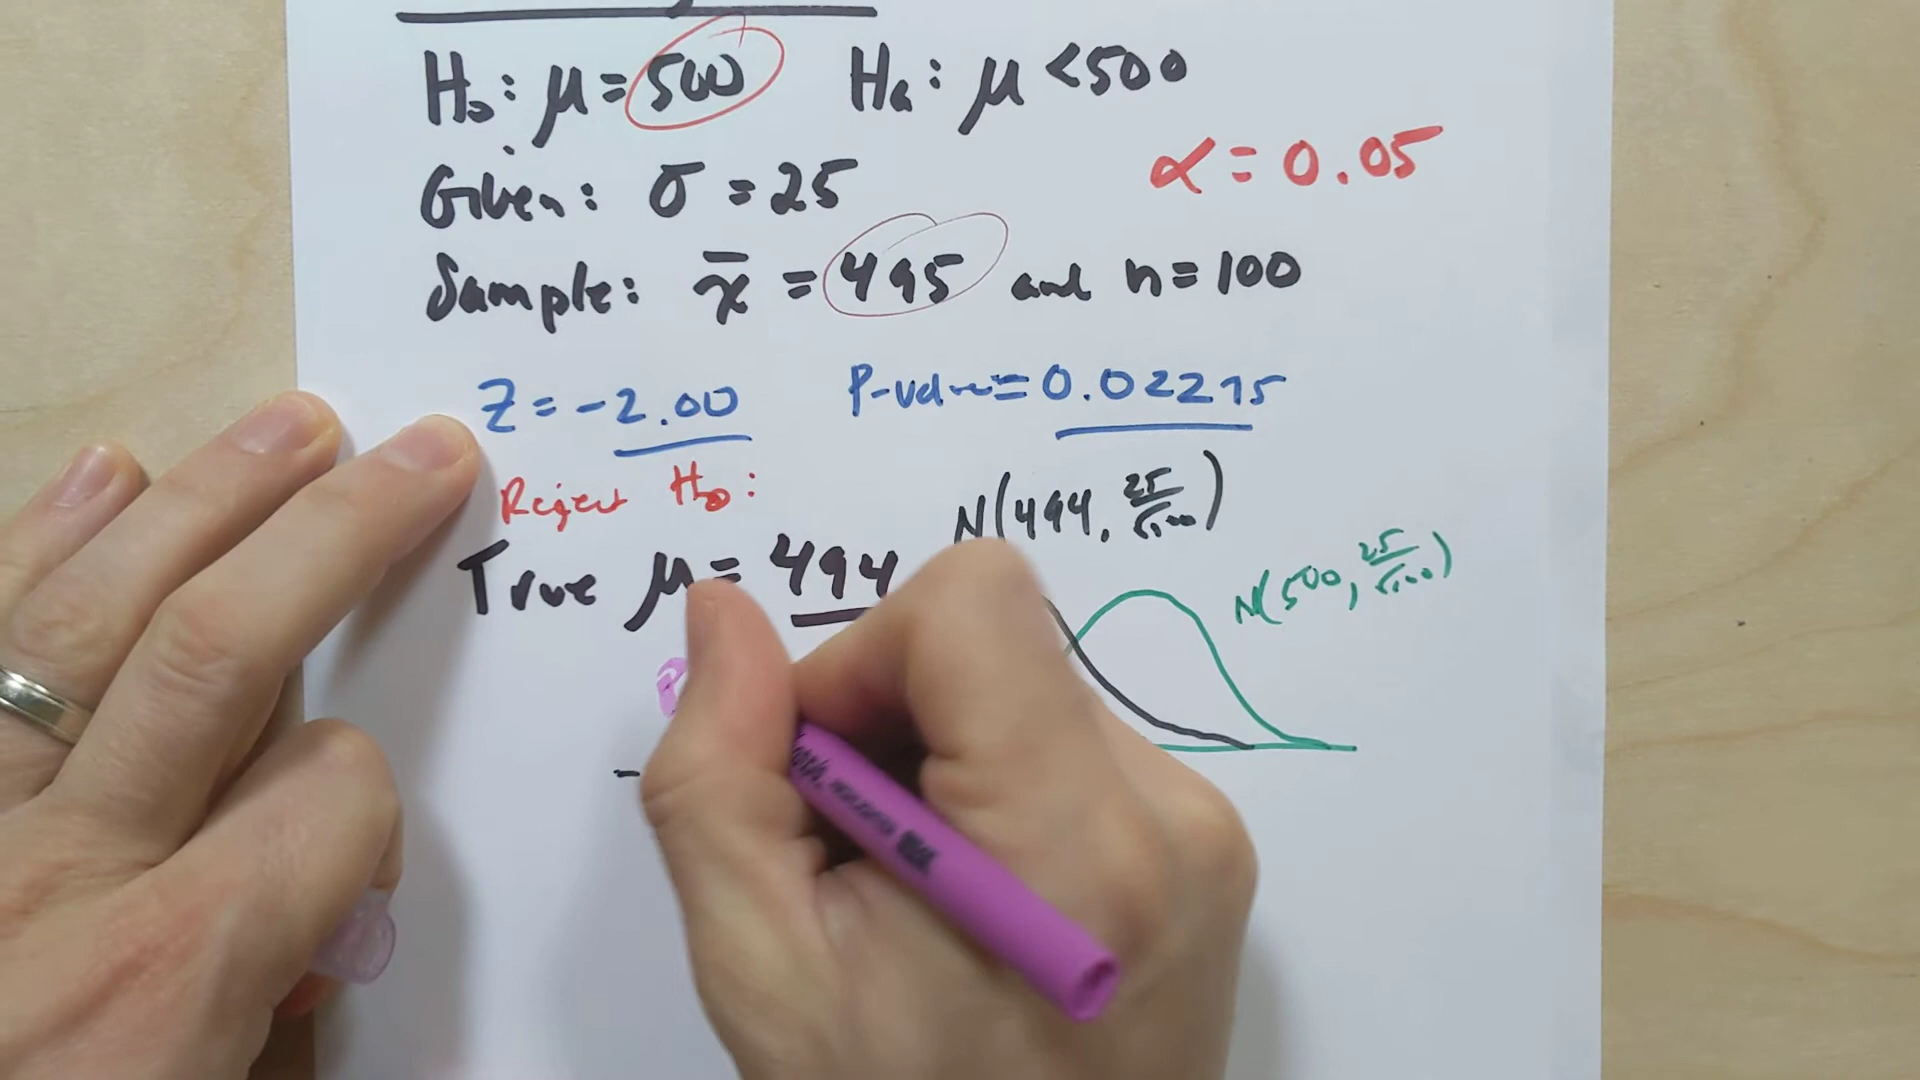 H₀: μ = 500 Hₐ: μ < 500
Given: σ = 25
α = 0.05
Sample: x̄ = 495 and n = 100
Z = -2.00 P-value = 0.02275
Reject H₀:
N(494, 25/√100)
True μ = 494
N(500, 25/√100)